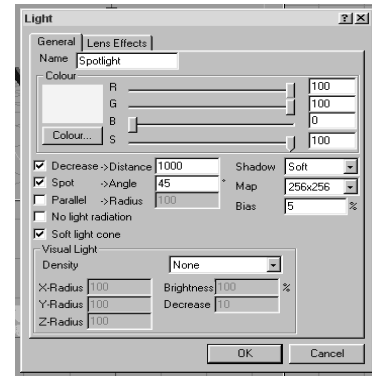 Light
General Lens Effects
Name Spotlight
Colour
R 100
G 100
B 0
Colour... S 100
Decrease ->Distance 1000 Shadow Soft
Spot ->Angle 45 ° Map 256x256
Parallel ->Radius 100 Bias 5 %
No light radiation
Soft light cone
Visual Light
Density None
X-Radius 100 Brightness 100 %
Y-Radius 100 Decrease 10
Z-Radius 100
OK Cancel